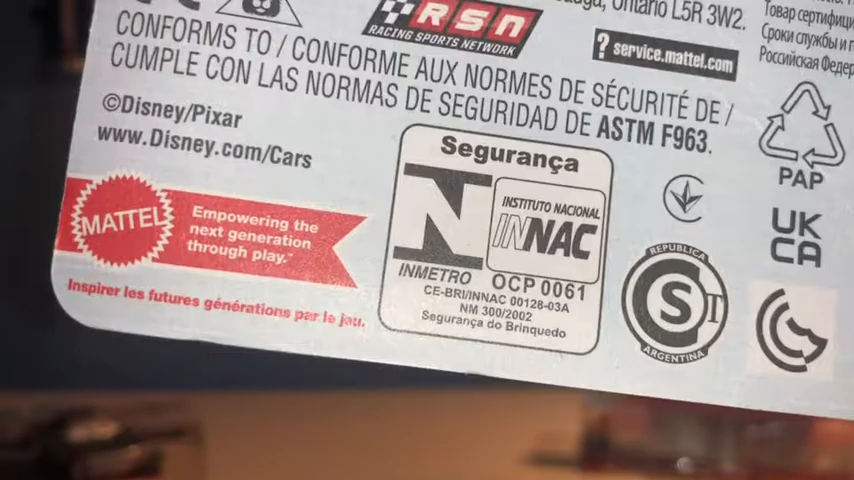 RSN
RACING SPORTS NETWORK
Ontario L5R 3W2.
? service.mattel.com
Товар
Сроки службы и
Российская
CONFORMS TO / CONFORME AUX NORMES DE SÉCURITÉ DE /
CUMPLE CON LAS NORMAS DE SEGURIDAD DE ASTM F963.
©Disney/Pixar
www.Disney.com/Cars
MATTEL
Empowering the
next generation
through play.™
Inspirer les futures générations par le jeu.
Segurança
N
INMETRO
INSTITUTO NACIONAL
INNAC
OCP 0061
CE-BRI/INNAC 00128-03A
NM 300/2002
Segurança do Brinquedo
REPUBLICA
S T
ARGENTINA
PAP
UK
CA